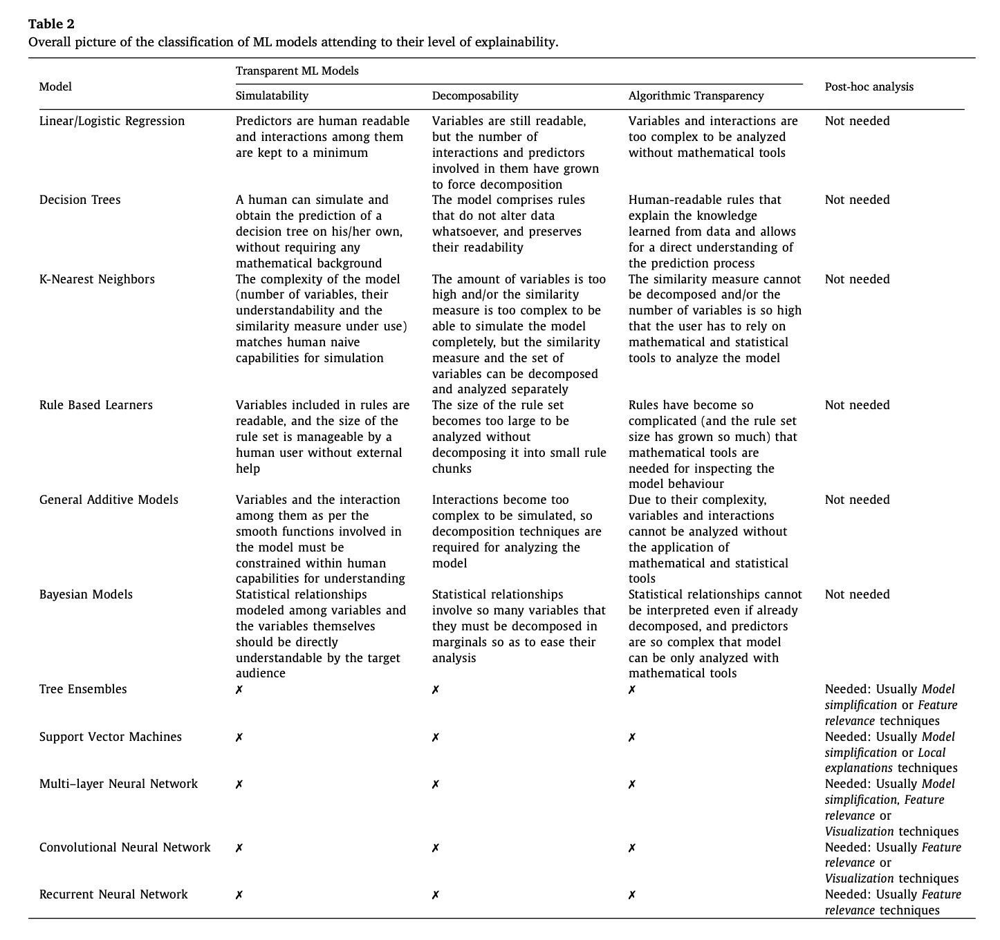 Table 2
Overall picture of the classification of ML models attending to their level of explainability.
Model
Transparent ML Models
Post-hoc analysis
Simulatability
Decomposability
Algorithmic Transparency
Linear/Logistic Regression
Predictors are human readable
and interactions among them
are kept to a minimum
Variables are still readable,
but the number of
interactions and predictors
involved in them have grown
to force decomposition
Variables and interactions are
too complex to be analyzed
without mathematical tools
Not needed
Decision Trees
A human can simulate and
obtain the prediction of a
decision tree on his/her own,
without requiring any
mathematical background
The model comprises rules
that do not alter data
whatsoever, and preserves
their readability
Human-readable rules that
explain the knowledge
learned from data and allows
for a direct understanding of
the prediction process
Not needed
K-Nearest Neighbors
The complexity of the model
(number of variables, their
understandability and the
similarity measure under use)
matches human naive
capabilities for simulation
The amount of variables is too
high and/or the similarity
measure is too complex to be
able to simulate the model
completely, but the similarity
measure and the set of
variables can be decomposed
and analyzed separately
The similarity measure cannot
be decomposed and/or the
number of variables is so high
that the user has to rely on
mathematical and statistical
tools to analyze the model
Not needed
Rule Based Learners
Variables included in rules are
readable, and the size of the
rule set is manageable by a
human user without external
help
The size of the rule set
becomes too large to be
analyzed without
decomposing it into small rule
chunks
Rules have become so
complicated (and the rule set
size has grown so much) that
mathematical tools are
needed for inspecting the
model behaviour
Not needed
General Additive Models
Variables and the interaction
among them as per the
smooth functions involved in
the model must be
constrained within human
capabilities for understanding
Interactions become too
complex to be simulated, so
decomposition techniques are
required for analyzing the
model
Due to their complexity,
variables and interactions
cannot be analyzed without
the application of
mathematical and statistical
tools
Not needed
Bayesian Models
Statistical relationships
modeled among variables and
the variables themselves
should be directly
understandable by the target
audience
Statistical relationships
involve so many variables that
they must be decomposed in
marginals so as to ease their
analysis
Statistical relationships cannot
be interpreted even if already
decomposed, and predictors
are so complex that model
can be only analyzed with
mathematical tools
Not needed
Tree Ensembles
✗
✗
✗
Needed: Usually Model
simplification or Feature
relevance techniques
Support Vector Machines
✗
✗
✗
Needed: Usually Model
simplification or Local
explanations techniques
Multi–layer Neural Network
✗
✗
✗
Needed: Usually Model
simplification, Feature
relevance or
Visualization techniques
Convolutional Neural Network
✗
✗
✗
Needed: Usually Feature
relevance or
Visualization techniques
Recurrent Neural Network
✗
✗
✗
Needed: Usually Feature
relevance techniques